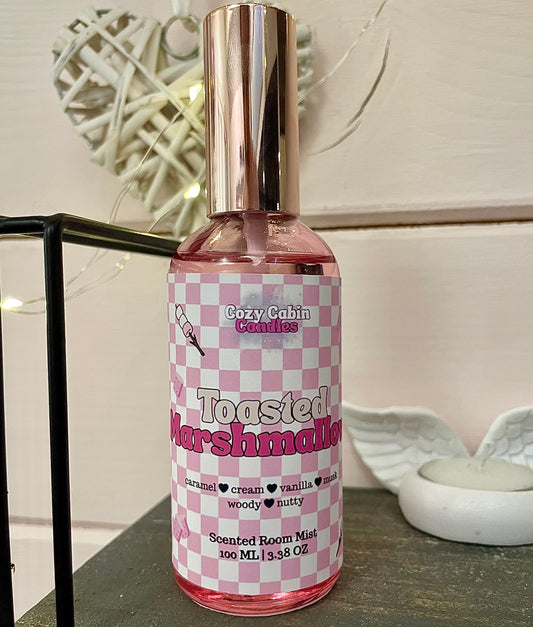 Cozy Cabin
Candles
Toasted
Marshmallow
caramel🖤cream🖤vanilla🖤musk
woody🖤nutty
Scented Room Mist
100 ML | 3.38 OZ